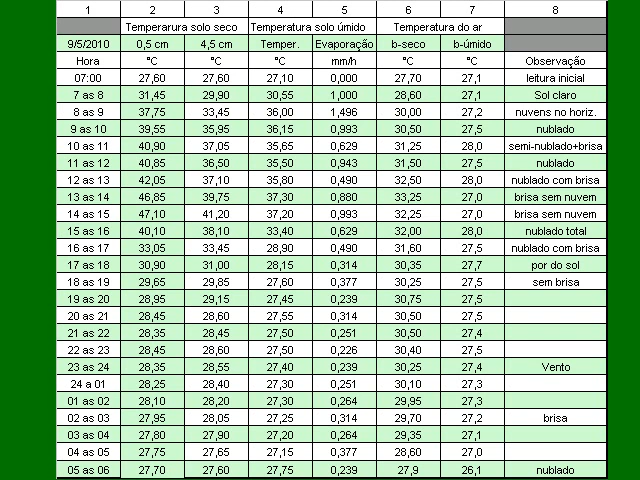 1 2 3 4 5 6 7 8
Temperarura solo seco Temperatura solo úmido Temperatura do ar
9/5/2010 0,5 cm 4,5 cm Temper. Evaporação b-seco b-úmido
Hora °C °C °C mm/h °C °C Observação
07:00 27,60 27,60 27,10 0,000 27,70 27,1 leitura inicial
7 as 8 31,45 29,90 30,55 1,000 28,60 27,1 Sol claro
8 as 9 37,75 33,45 36,00 1,496 30,00 27,2 nuvens no horiz.
9 as 10 39,55 35,95 36,15 0,993 30,50 27,5 nublado
10 as 11 40,90 37,05 35,65 0,629 31,25 28,0 semi-nublado+brisa
11 as 12 40,85 36,50 35,50 0,943 31,50 27,5 nublado
12 as 13 42,05 37,10 35,80 0,490 32,50 28,0 nublado com brisa
13 as 14 46,85 39,75 37,30 0,880 33,25 27,0 brisa sem nuvem
14 as 15 47,10 41,20 37,20 0,993 32,25 27,0 brisa sem nuvem
15 as 16 40,10 38,10 33,40 0,629 32,00 28,0 nublado total
16 as 17 33,05 33,45 28,90 0,490 31,60 27,5 nublado com brisa
17 as 18 30,90 31,00 28,15 0,314 30,35 27,7 por do sol
18 as 19 29,65 29,85 27,60 0,377 30,25 27,5 sem brisa
19 as 20 28,95 29,15 27,45 0,239 30,75 27,5
20 as 21 28,45 28,60 27,55 0,314 30,50 27,5
21 as 22 28,35 28,45 27,50 0,251 30,50 27,4
22 as 23 28,45 28,60 27,50 0,226 30,40 27,5
23 as 24 28,35 28,55 27,40 0,239 30,25 27,4 Vento
24 a 01 28,25 28,40 27,30 0,251 30,10 27,3
01 as 02 28,10 28,20 27,30 0,264 29,95 27,3
02 as 03 27,95 28,05 27,25 0,314 29,70 27,2 brisa
03 as 04 27,80 27,90 27,20 0,264 29,35 27,1
04 as 05 27,75 27,65 27,15 0,377 28,60 27,0
05 as 06 27,70 27,60 27,75 0,239 27,9 26,1 nublado